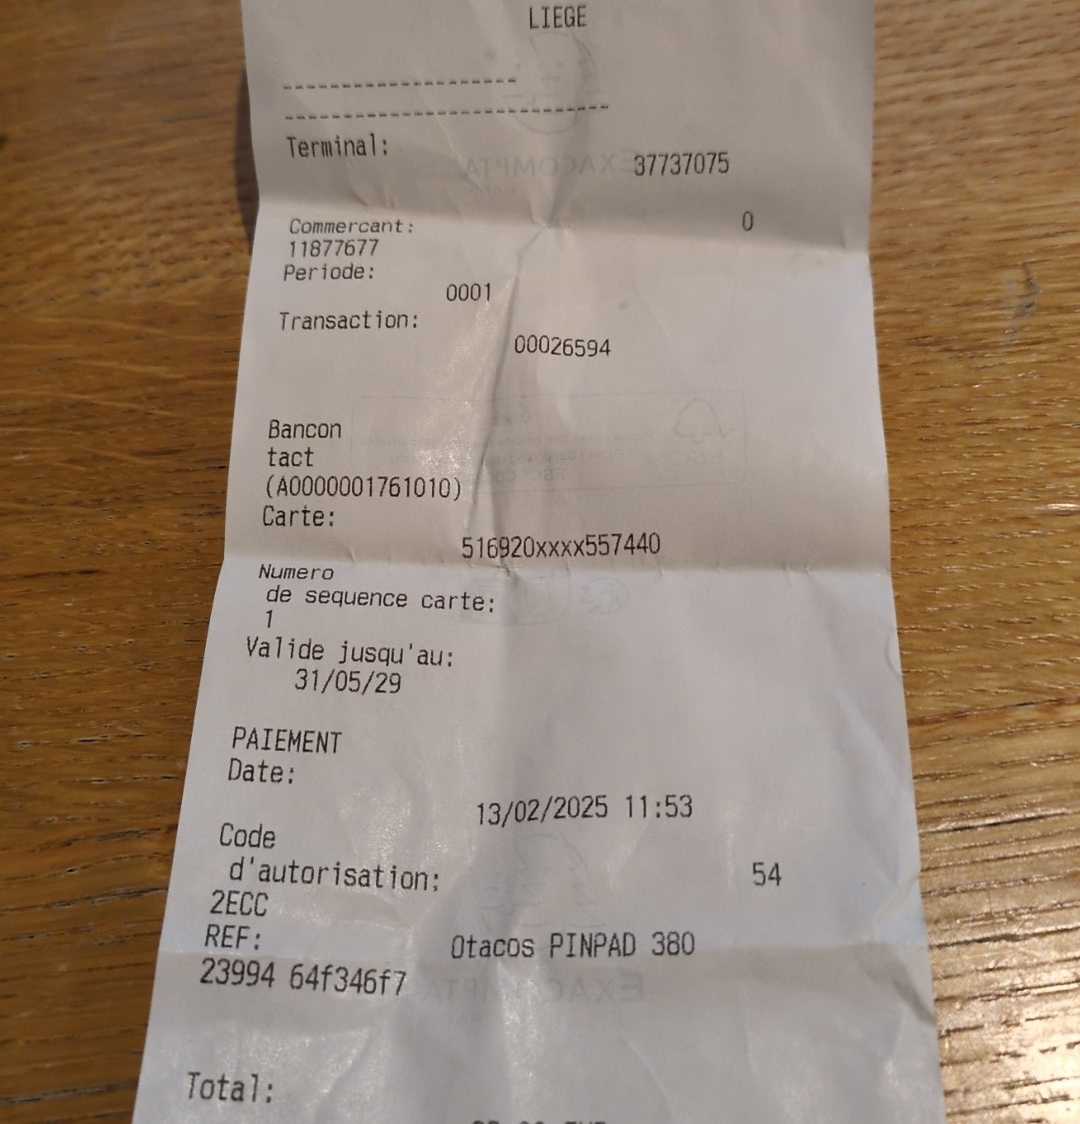 LIEGE
--------------------
----------------------------
Terminal:
37737075
Commercant: 0
11877677
Periode:
0001
Transaction:
00026594
Bancon
tact
(A0000001761010)
Carte:
516920xxxx557440
Numero
de sequence carte:
1
Valide jusqu'au:
31/05/29
PAIEMENT
Date:
13/02/2025 11:53
Code
d'autorisation: 54
2ECC
REF: Otacos PINPAD 380
23994 64f346f7
Total: